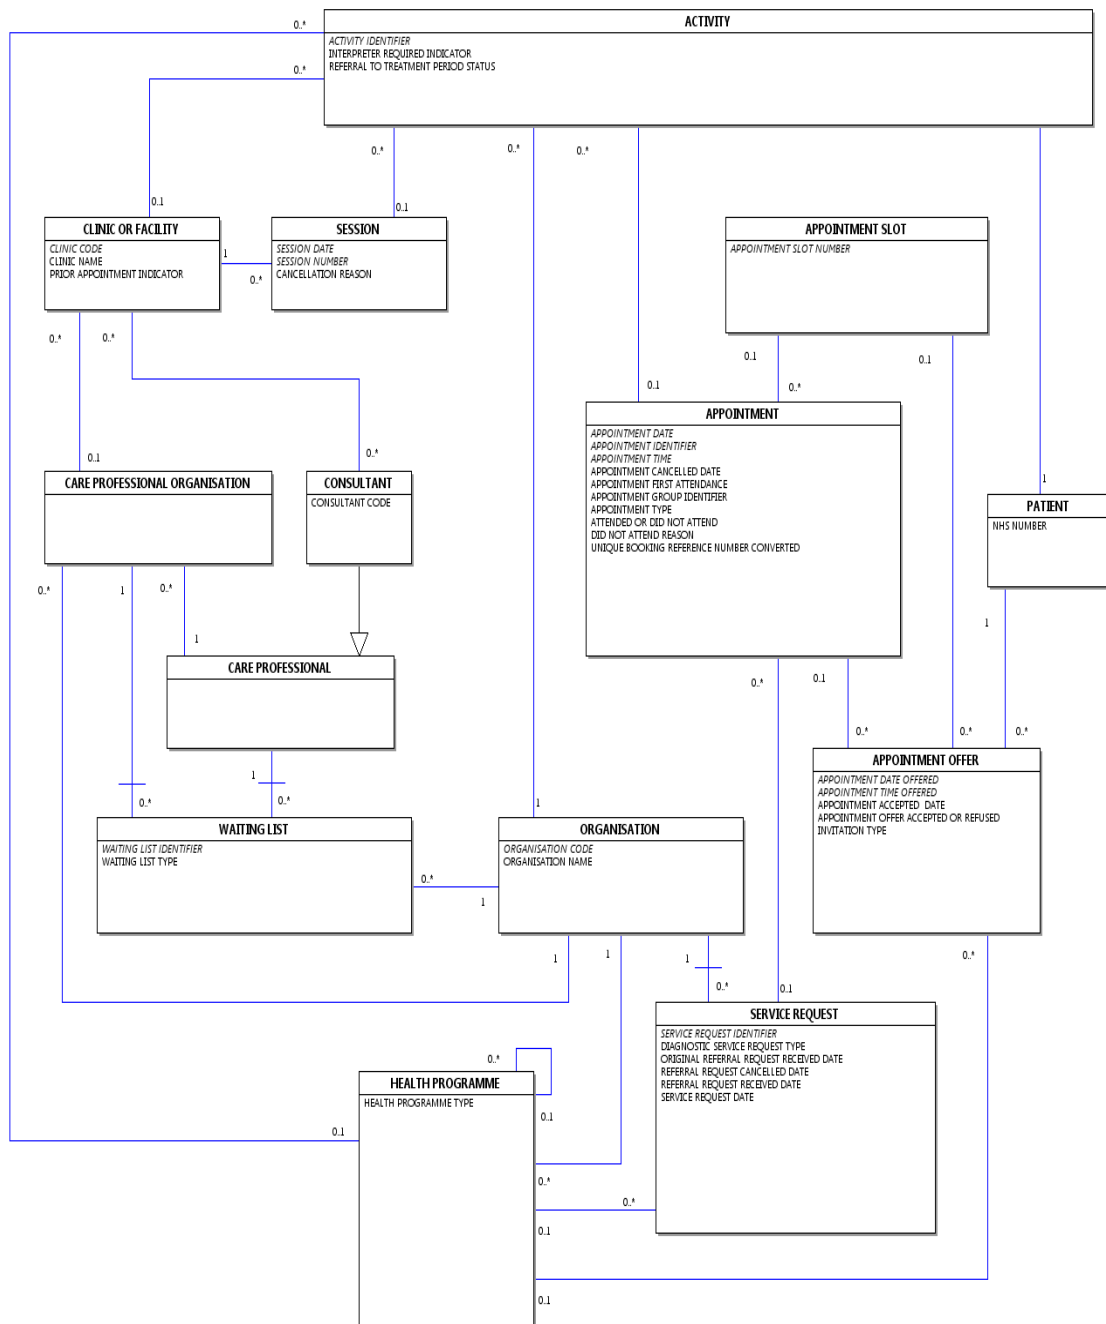 ACTIVITY
0..*
ACTIVITY IDENTIFIER
INTERPRETER REQUIRED INDICATOR
REFERRAL TO TREATMENT PERIOD STATUS
0..*
0..*
0..*
0..*
0..1
0..1
CLINIC OR FACILITY
CLINIC CODE
CLINIC NAME
PRIOR APPOINTMENT INDICATOR
1
0..*
SESSION
SESSION DATE
SESSION NUMBER
CANCELLATION REASON
APPOINTMENT SLOT
APPOINTMENT SLOT NUMBER
0..*
0..*
0..1
0..1
0..1
0..*
APPOINTMENT
APPOINTMENT DATE
APPOINTMENT IDENTIFIER
APPOINTMENT TIME
APPOINTMENT CANCELLED DATE
APPOINTMENT FIRST ATTENDANCE
APPOINTMENT GROUP IDENTIFIER
APPOINTMENT TYPE
ATTENDED OR DID NOT ATTEND
DID NOT ATTEND REASON
UNIQUE BOOKING REFERENCE NUMBER CONVERTED
0..1
0..*
CARE PROFESSIONAL ORGANISATION
CONSULTANT
CONSULTANT CODE
1
PATIENT
NHS NUMBER
0..*
1
0..*
1
1
CARE PROFESSIONAL
0..*
0..1
0..*
0..*
0..*
APPOINTMENT OFFER
APPOINTMENT DATE OFFERED
APPOINTMENT TIME OFFERED
APPOINTMENT ACCEPTED  DATE
APPOINTMENT OFFER ACCEPTED OR REFUSED
INVITATION TYPE
1
0..*
0..*
1
WAITING LIST
WAITING LIST IDENTIFIER
WAITING LIST TYPE
ORGANISATION
ORGANISATION CODE
ORGANISATION NAME
0..*
1
1
1
1
0..*
0..*
0..1
SERVICE REQUEST
SERVICE REQUEST IDENTIFIER
DIAGNOSTIC SERVICE REQUEST TYPE
ORIGINAL REFERRAL REQUEST RECEIVED DATE
REFERRAL REQUEST CANCELLED DATE
REFERRAL REQUEST RECEIVED DATE
SERVICE REQUEST DATE
0..*
HEALTH PROGRAMME
HEALTH PROGRAMME TYPE
0..1
0..1
0..*
0..*
0..1
0..1